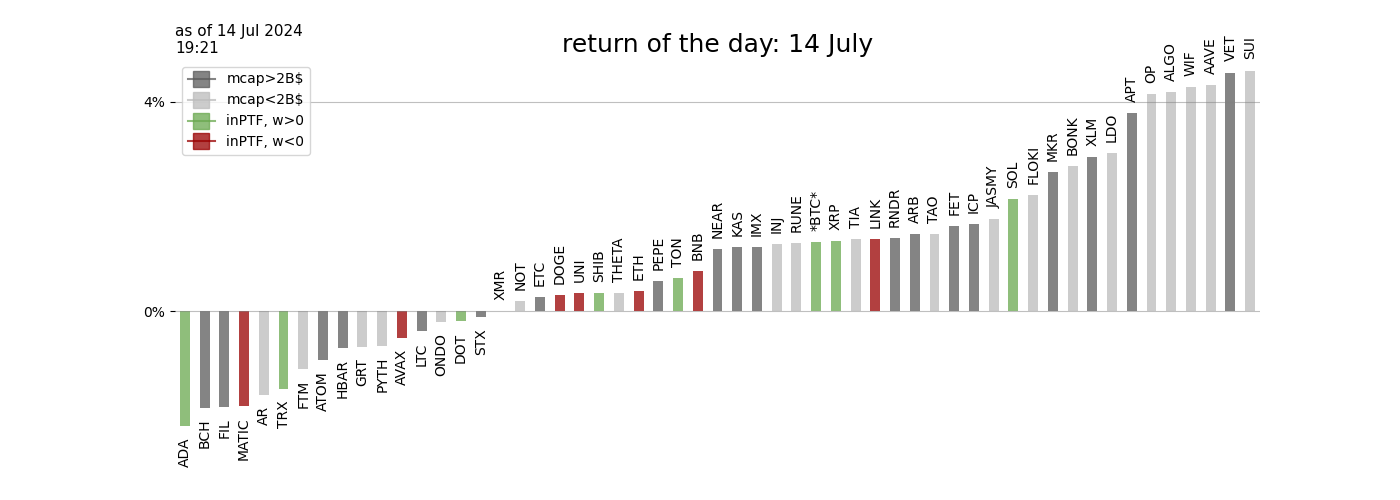 as of 14 Jul 2024
19:21
return of the day: 14 July
mcap>2B$
mcap<2B$
inPTF, w>0
inPTF, w<0
4%
0%
ADA
BCH
FIL
MATIC
AR
TRX
FTM
ATOM
HBAR
GRT
PYTH
AVAX
LTC
ONDO
DOT
STX
XMR
NOT
ETC
DOGE
UNI
SHIB
THETA
ETH
PEPE
TON
BNB
NEAR
KAS
IMX
INJ
RUNE
*BTC*
XRP
TIA
LINK
RNDR
ARB
TAO
FET
ICP
JASMY
SOL
FLOKI
MKR
BONK
XLM
LDO
APT
OP
ALGO
WIF
AAVE
VET
SUI